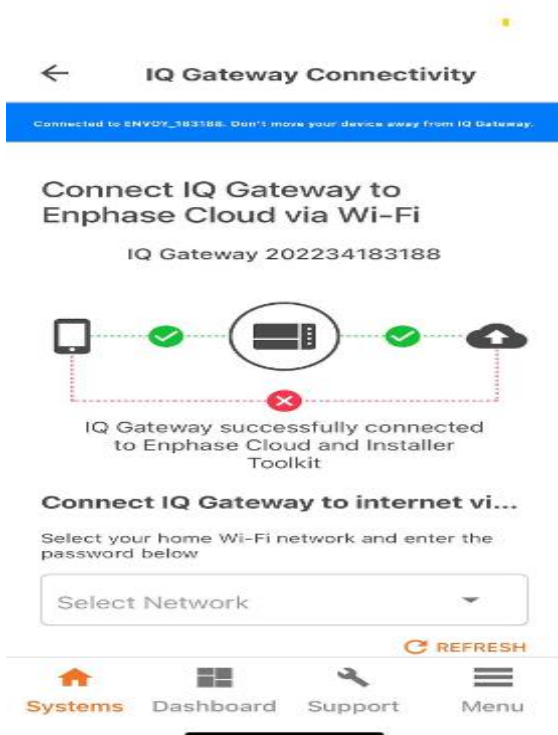 IQ Gateway Connectivity
Connected to ENVOY_183188. Don't move your device away from IQ Gateway.
Connect IQ Gateway to
Enphase Cloud via Wi-Fi
IQ Gateway 202234183188
IQ Gateway successfully connected
to Enphase Cloud and Installer
Toolkit
Connect IQ Gateway to internet vi...
Select your home Wi-Fi network and enter the
password below
Select Network
REFRESH
Systems Dashboard Support Menu